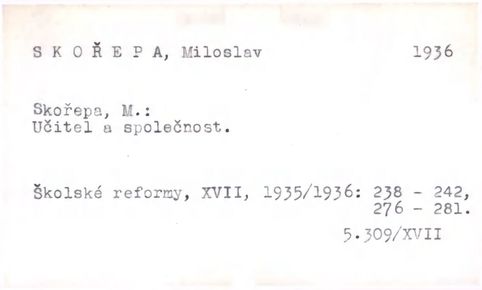 S K O Ř E P A, Miloslav 1936
Skořepa, M.:
Učitel a společnost.
Školské reformy, XVII, 1935/1936: 238 - 242,
276 - 281.
5.309/XVII